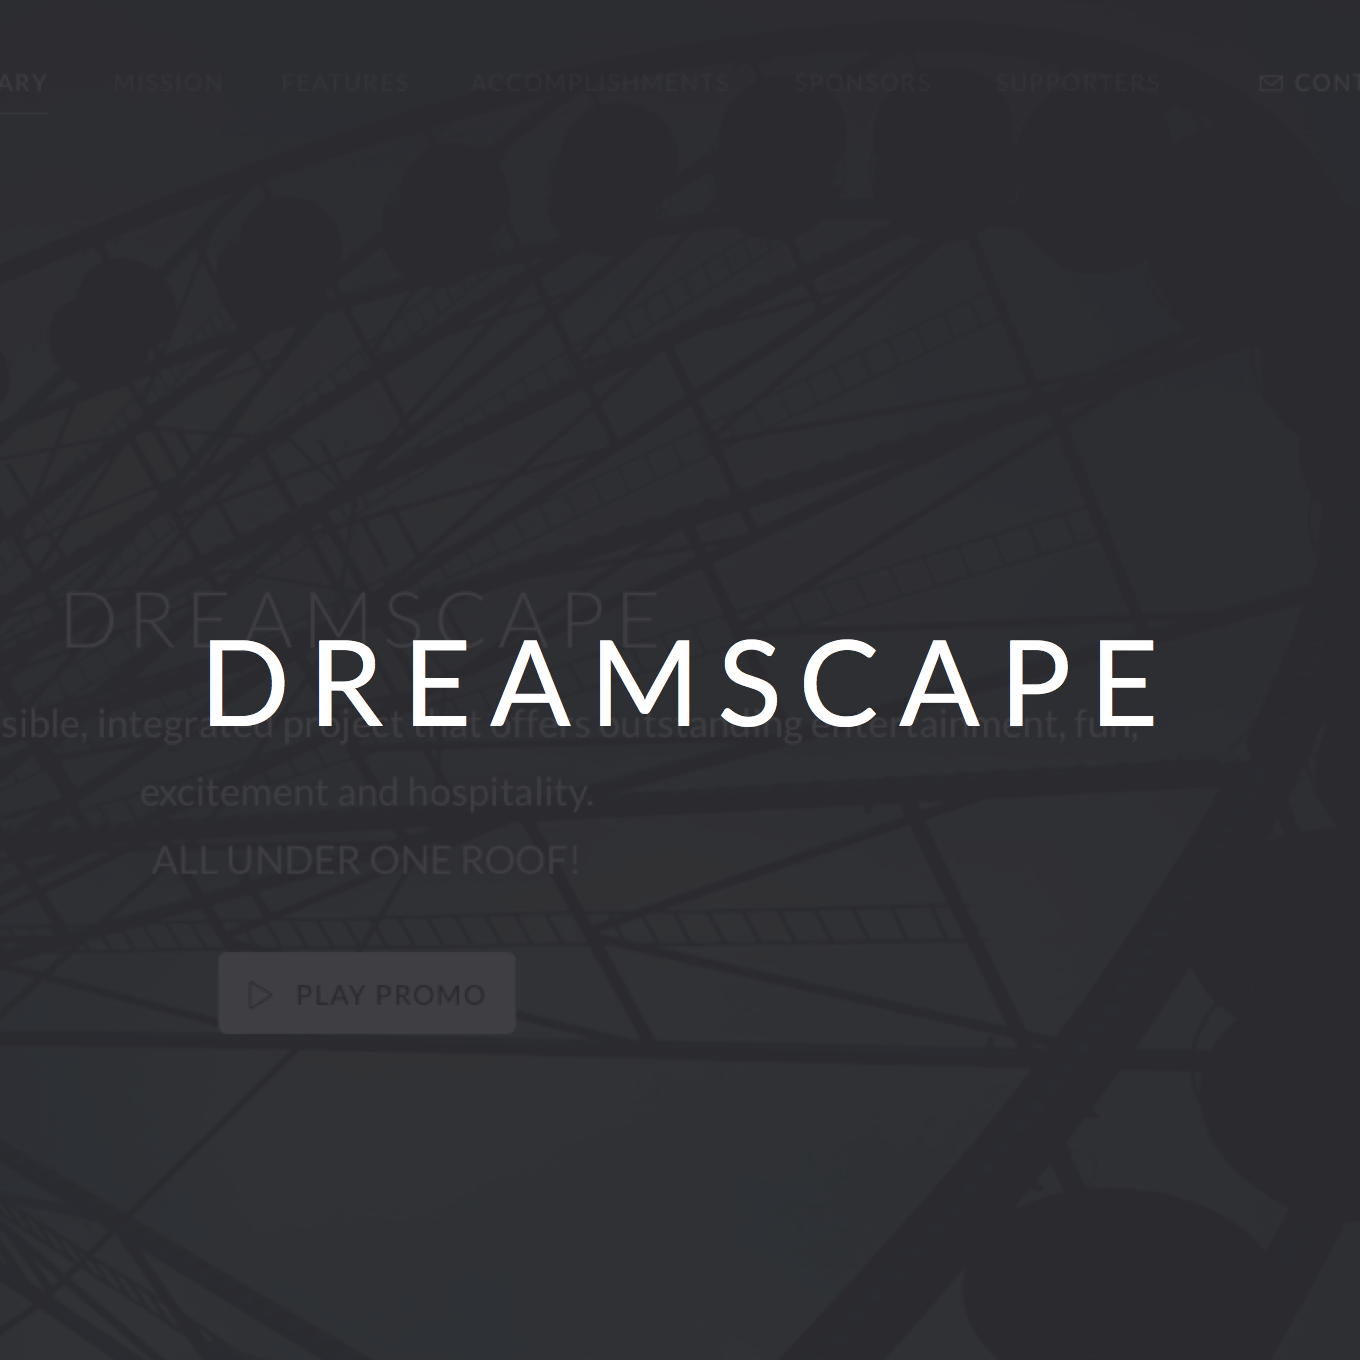 ARY MISSION FEATURES ACCOMPLISHMENTS SPONSORS SUPPORTERS CONT
DREAMSCAPE
DREAMSCAPE
sible, integrated project that offers outstanding entertainment, fun,
excitement and hospitality.
ALL UNDER ONE ROOF!
PLAY PROMO